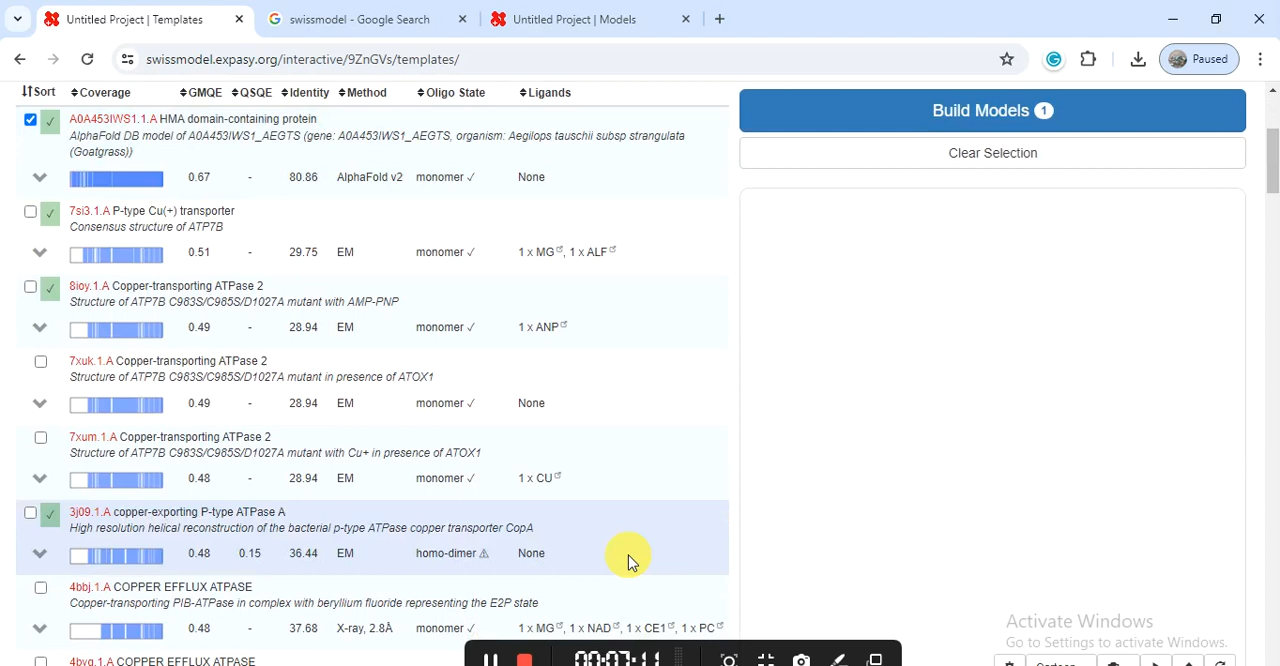 Untitled Project | Templates
swissmodel - Google Search
Untitled Project | Models
swissmodel.expasy.org/interactive/9ZnGVs/templates/
Paused
Sort Coverage GMQE QSQE Identity Method Oligo State Ligands
A0A453IWS1.1.A HMA domain-containing protein
AlphaFold DB model of A0A453IWS1_AEGTS (gene: A0A453IWS1_AEGTS, organism: Aegilops tauschii subsp strangulata
(Goatgrass))
0.67 - 80.86 AlphaFold v2 monomer ✓ None
7si3.1.A P-type Cu(+) transporter
Consensus structure of ATP7B
0.51 - 29.75 EM monomer ✓ 1 x MG, 1 x ALF
8ioy.1.A Copper-transporting ATPase 2
Structure of ATP7B C983S/C985S/D1027A mutant with AMP-PNP
0.49 - 28.94 EM monomer ✓ 1 x ANP
7xuk.1.A Copper-transporting ATPase 2
Structure of ATP7B C983S/C985S/D1027A mutant in presence of ATOX1
0.49 - 28.94 EM monomer ✓ None
7xum.1.A Copper-transporting ATPase 2
Structure of ATP7B C983S/C985S/D1027A mutant with Cu+ in presence of ATOX1
0.48 - 28.94 EM monomer ✓ 1 x CU
3j09.1.A copper-exporting P-type ATPase A
High resolution helical reconstruction of the bacterial p-type ATPase copper transporter CopA
0.48 0.15 36.44 EM homo-dimer ⚠ None
4bbj.1.A COPPER EFFLUX ATPASE
Copper-transporting PIB-ATPase in complex with beryllium fluoride representing the E2P state
0.48 - 37.68 X-ray, 2.8Å monomer ✓ 1 x MG, 1 x NAD, 1 x CE1, 1 x PC
4byg.1.A COPPER EFFLUX ATPASE
Build Models 1
Clear Selection
Activate Windows
Go to Settings to activate Windows.
00:07:11